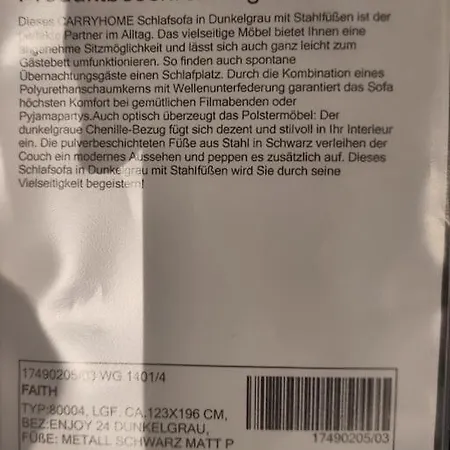 Dieses CARRYHOME Schlafsofa in Dunkelgrau mit Stahlfüßen ist der
Partner im Alltag. Das vielseitige Möbel bietet Ihnen eine
angenehme Sitzmöglichkeit und lässt sich auch ganz leicht zum
Gästebett umfunktionieren. So finden auch spontane
Übernachtungsgäste einen Schlafplatz. Durch die Kombination eines
Polyurethanschaumkerns mit Wellenunterfederung garantiert das Sofa
höchsten Komfort bei gemütlichen Filmabenden oder
Pyjamapartys.Auch optisch überzeugt das Polstermöbel: Der
dunkelgraue Chenille-Bezug fügt sich dezent und stilvoll in Ihr Interieur
ein. Die pulverbeschichteten Füße aus Stahl in Schwarz verleihen der
Couch ein modernes Aussehen und peppen es zusätzlich auf. Dieses
Schlafsofa in Dunkelgrau mit Stahlfüßen wird Sie durch seine
Vielseitigkeit begeistern!
17490205/03 WG 1401/4
FAITH
TYP:80004, LGF. CA.123X196 CM,
BEZ:ENJOY 24 DUNKELGRAU,
FÜßE: METALL SCHWARZ MATT P
17490205/03